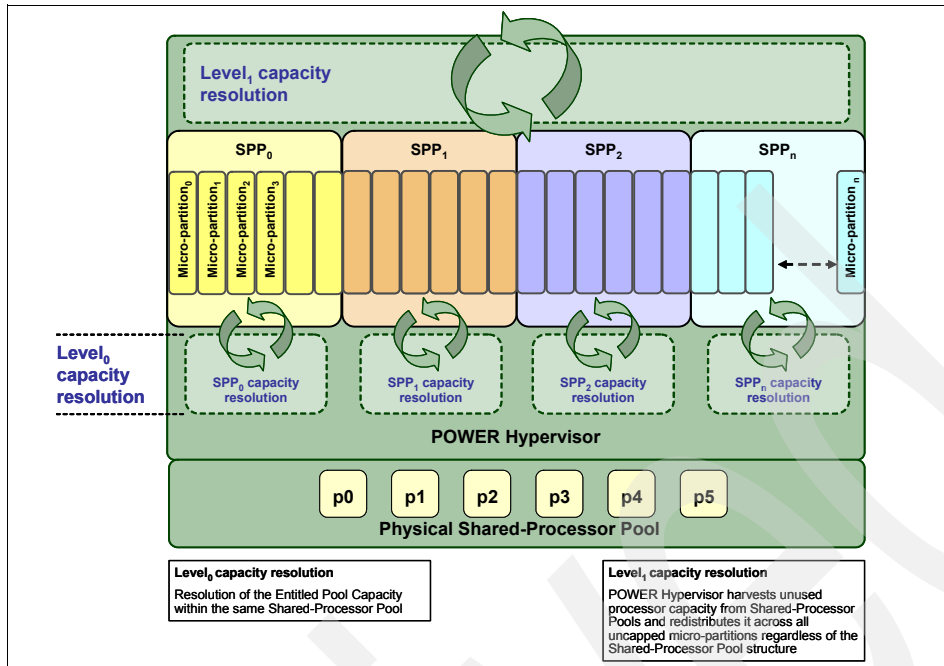 Level₁ capacity
resolution
SPP₀
SPP₁
SPP₂
SPPₙ
Micro-partition₀
Micro-partition₁
Micro-partition₂
Micro-partition₃
Micro-partitionₙ
Level₀
capacity
resolution
SPP₀ capacity
resolution
SPP₁ capacity
resolution
SPP₂ capacity
resolution
SPPₙ capacity
resolution
POWER Hypervisor
p0
p1
p2
p3
p4
p5
Physical Shared-Processor Pool
Level₀ capacity resolution
Resolution of the Entitled Pool Capacity
within the same Shared-Processor Pool
Level₁ capacity resolution
POWER Hypervisor harvests unused
processor capacity from Shared-Processor
Pools and redistributes it across all
uncapped micro-partitions regardless of the
Shared-Processor Pool structure